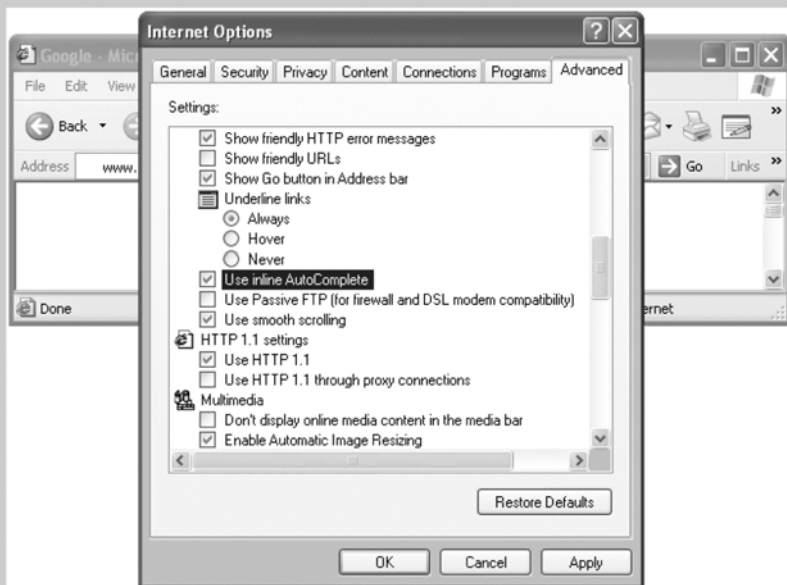 Internet Options
Google - Mic
File Edit View
General Security Privacy Content Connections Programs Advanced
Back
Settings:
Address www.
Go Links
Show friendly HTTP error messages
Show friendly URLs
Show Go button in Address bar
Underline links
Always
Hover
Never
Use inline AutoComplete
Use Passive FTP (for firewall and DSL modem compatibility)
Use smooth scrolling
HTTP 1.1 settings
Use HTTP 1.1
Use HTTP 1.1 through proxy connections
Multimedia
Don't display online media content in the media bar
Enable Automatic Image Resizing
Done
ernet
Restore Defaults
OK Cancel Apply